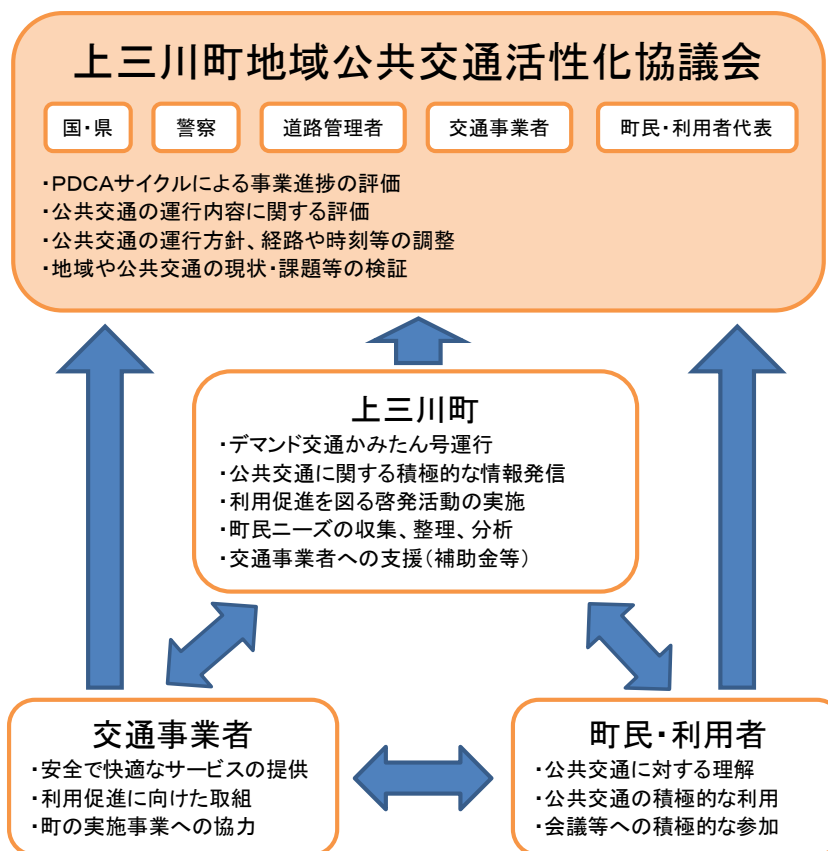 上三川町地域公共交通活性化協議会
国・県 警察 道路管理者 交通事業者 町民・利用者代表
・PDCAサイクルによる事業進捗の評価
・公共交通の運行内容に関する評価
・公共交通の運行方針、経路や時刻等の調整
・地域や公共交通の現状・課題等の検証
上三川町
・デマンド交通かみたん号運行
・公共交通に関する積極的な情報発信
・利用促進を図る啓発活動の実施
・町民ニーズの収集、整理、分析
・交通事業者への支援(補助金等)
交通事業者
・安全で快適なサービスの提供
・利用促進に向けた取組
・町の実施事業への協力
町民・利用者
・公共交通に対する理解
・公共交通の積極的な利用
・会議等への積極的な参加